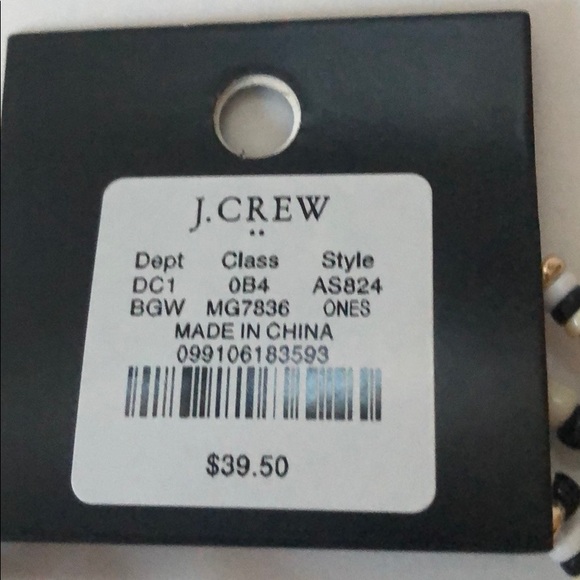 J.CREW
Dept Class Style
DC1 0B4 AS824
BGW MG7836 ONES
MADE IN CHINA
099106183593
$39.50